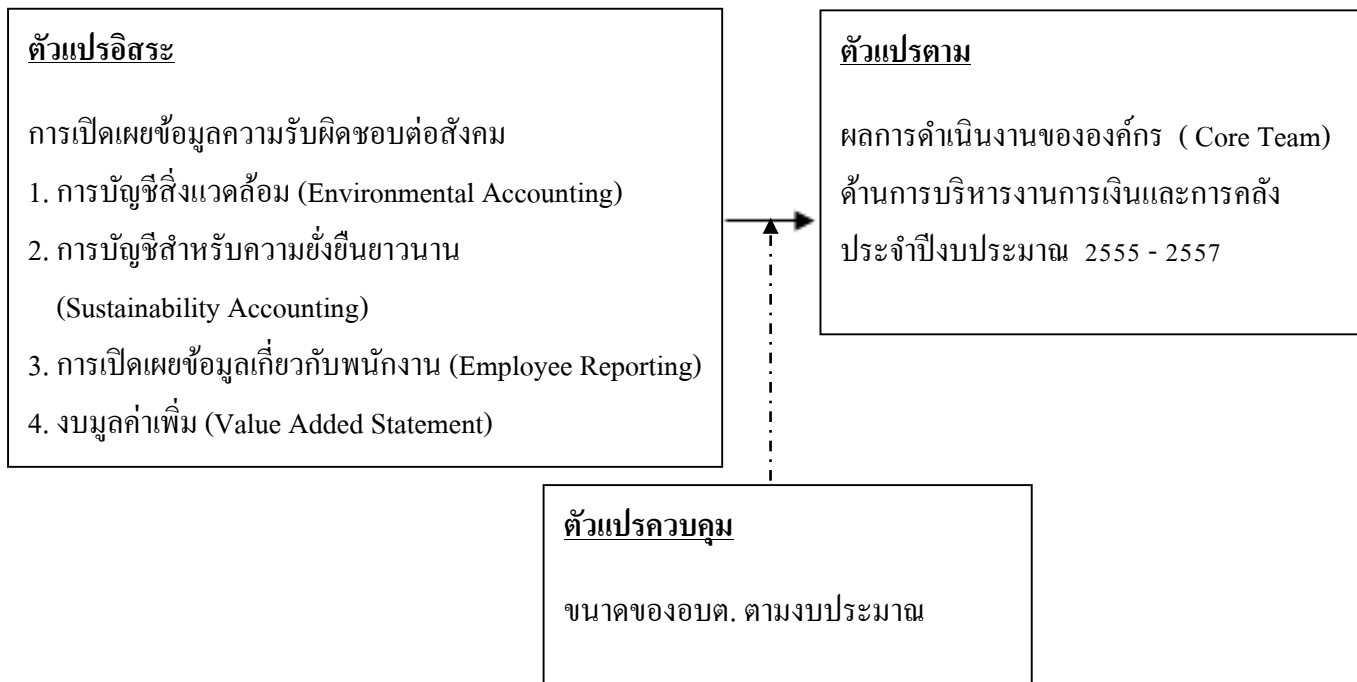 ตัวแปรอิสระ
การเปิดเผยข้อมูลความรับผิดชอบต่อสังคม
1. การบัญชีสิ่งแวดล้อม (Environmental Accounting)
2. การบัญชีสำหรับความยั่งยืนยาวนาน
(Sustainability Accounting)
3. การเปิดเผยข้อมูลเกี่ยวกับพนักงาน (Employee Reporting)
4. งบมูลค่าเพิ่ม (Value Added Statement)
ตัวแปรตาม
ผลการดำเนินงานขององค์กร ( Core Team)
ด้านการบริหารงานการเงินและการคลัง
ประจำปีงบประมาณ 2555 - 2557
ตัวแปรควบคุม
ขนาดของอบต. ตามงบประมาณ